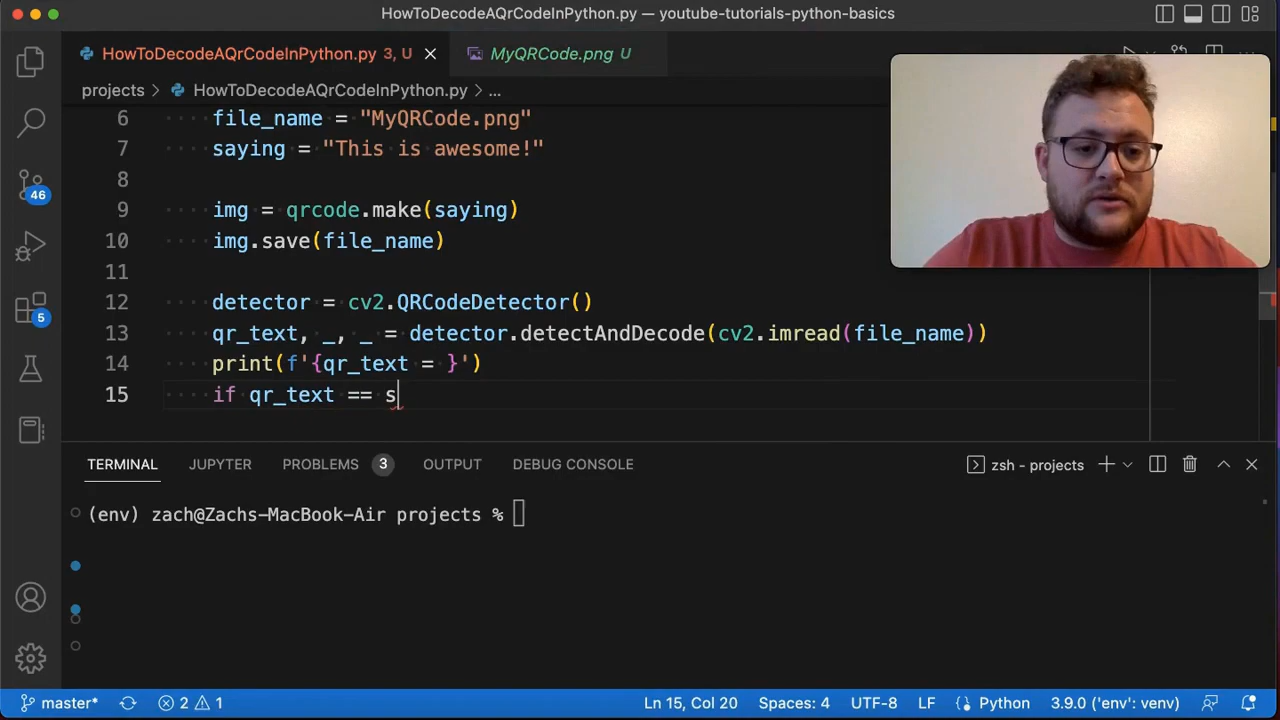 HowToDecodeAQrCodeInPython.py — youtube-tutorials-python-basics
HowToDecodeAQrCodeInPython.py 3, U MyQRCode.png U
projects > HowToDecodeAQrCodeInPython.py > ...
6 file_name = "MyQRCode.png"
7 saying = "This is awesome!"
8
9 img = qrcode.make(saying)
10 img.save(file_name)
11
12 detector = cv2.QRCodeDetector()
13 qr_text, _, _ = detector.detectAndDecode(cv2.imread(file_name))
14 print(f'{qr_text = }')
15 if qr_text == s
46
5
TERMINAL JUPYTER PROBLEMS 3 OUTPUT DEBUG CONSOLE zsh - projects
(env) zach@Zachs-MacBook-Air projects %
master* 2 1 Ln 15, Col 20 Spaces: 4 UTF-8 LF Python 3.9.0 ('env': venv)